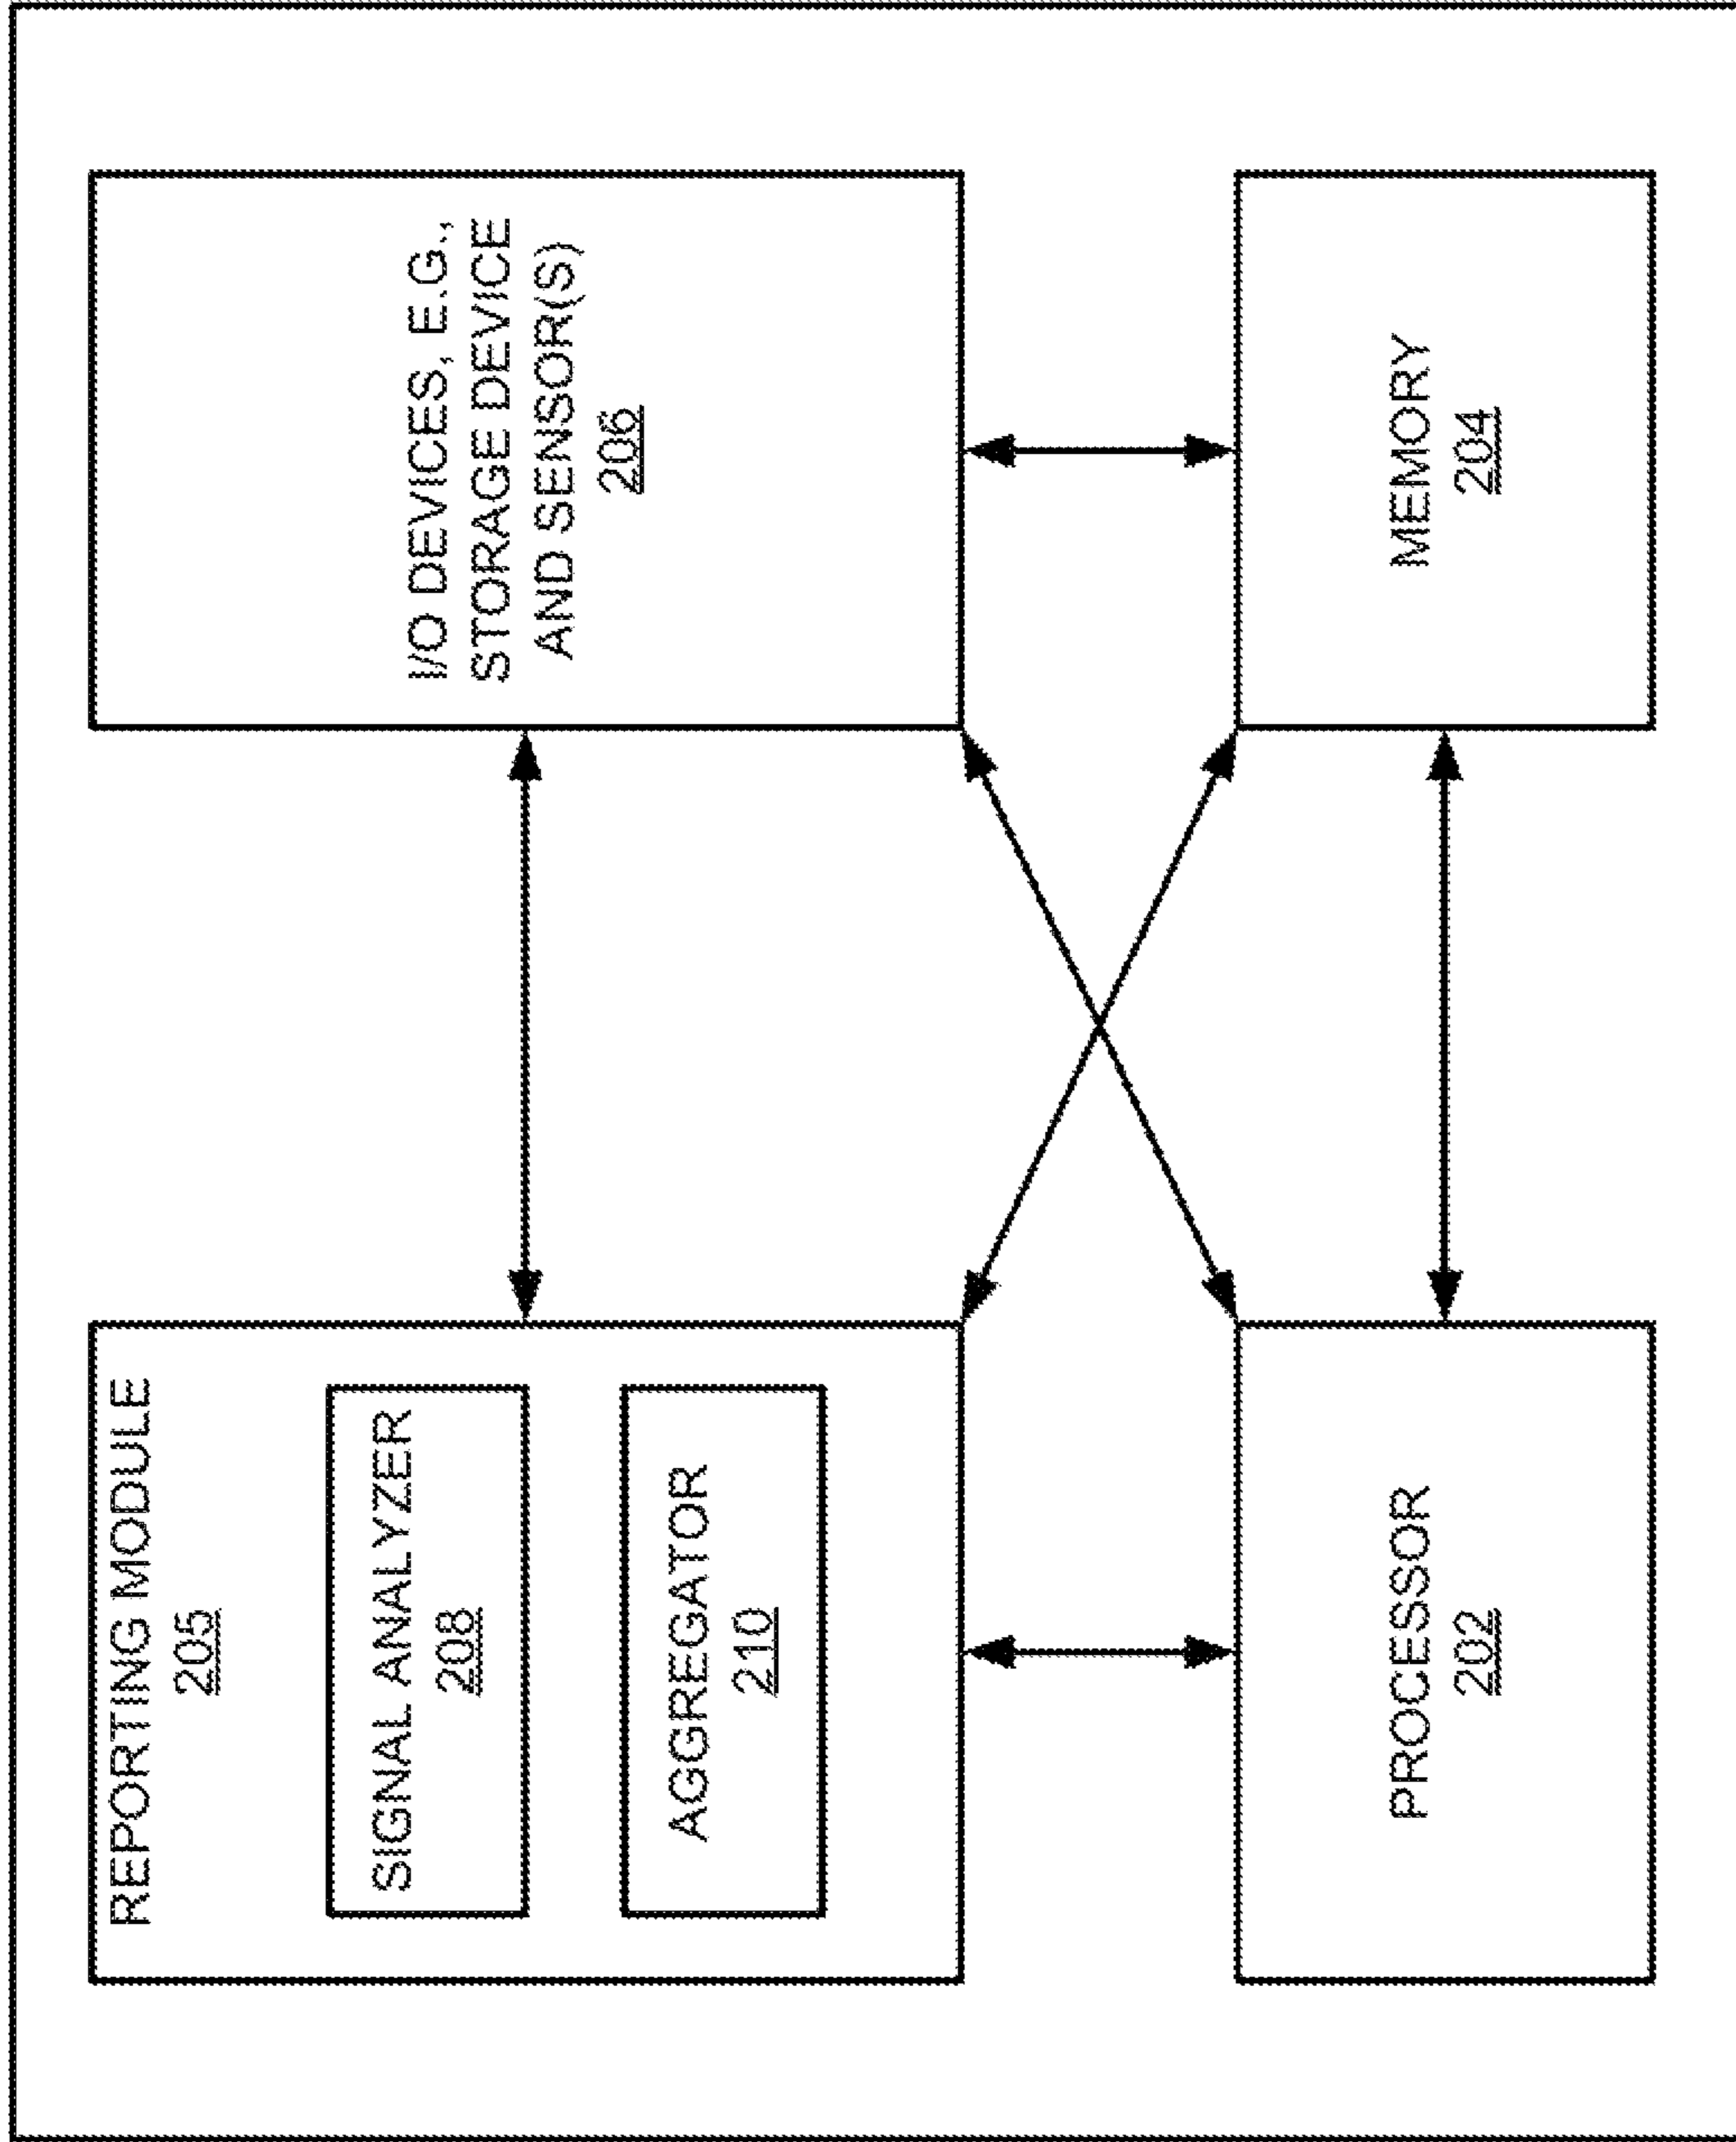 REPORTING MODULE
205
SIGNAL ANALYZER
208
AGGREGATOR
210
I/O DEVICES, E.G.,
STORAGE DEVICE
AND SENSOR(S)
206
PROCESSOR
202
MEMORY
204